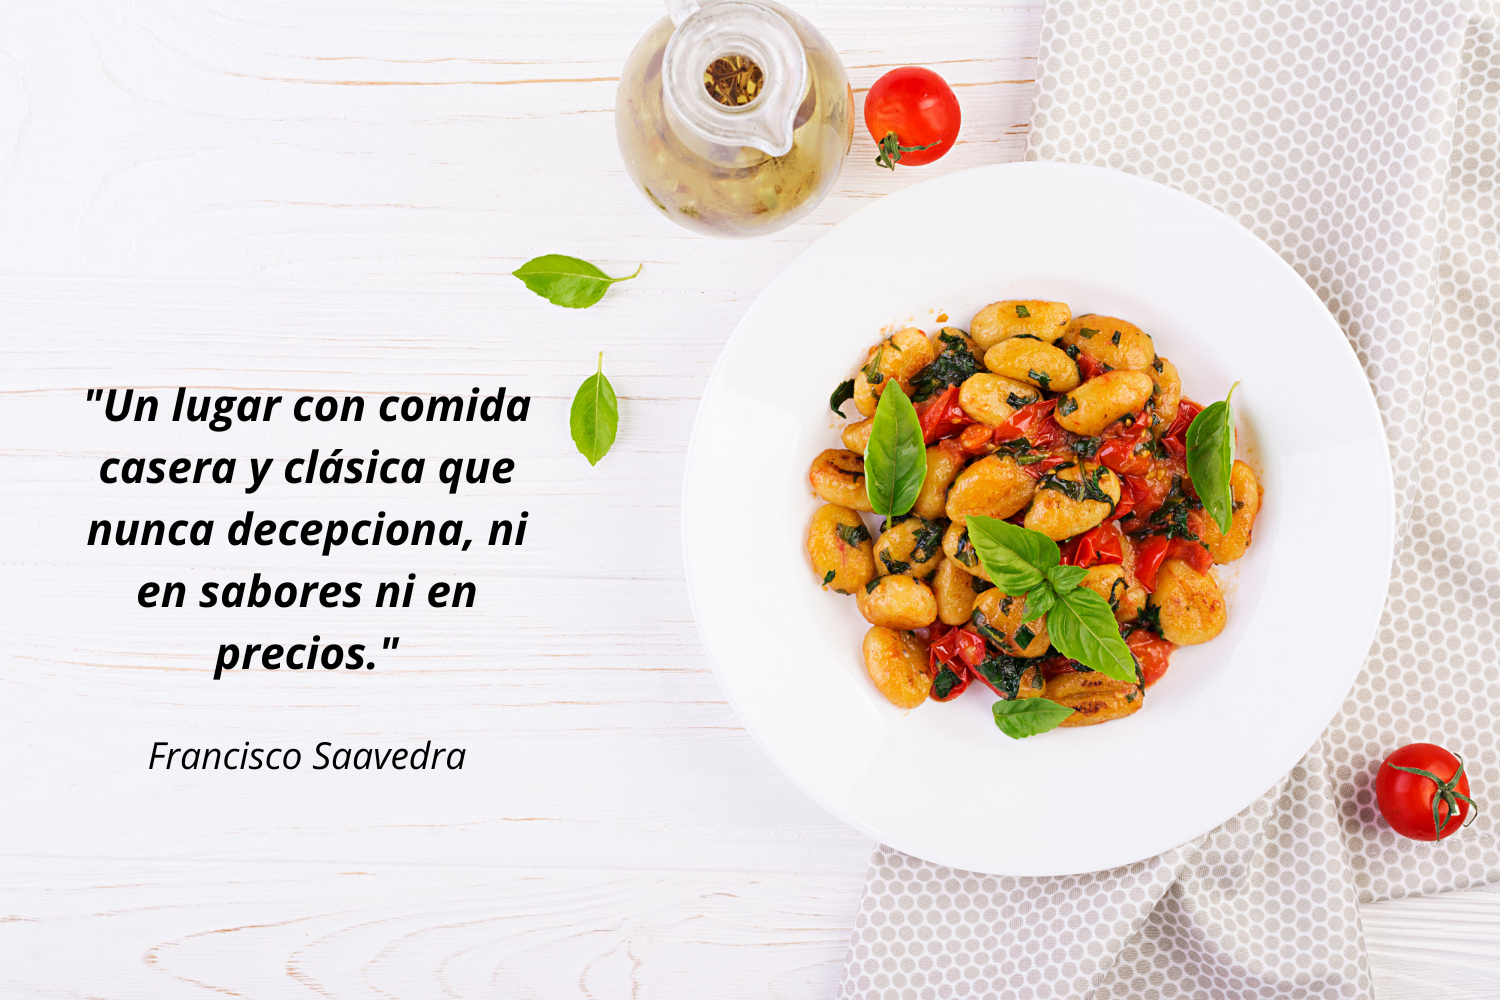 "Un lugar con comida
casera y clásica que
nunca decepciona, ni
en sabores ni en
precios."
Francisco Saavedra